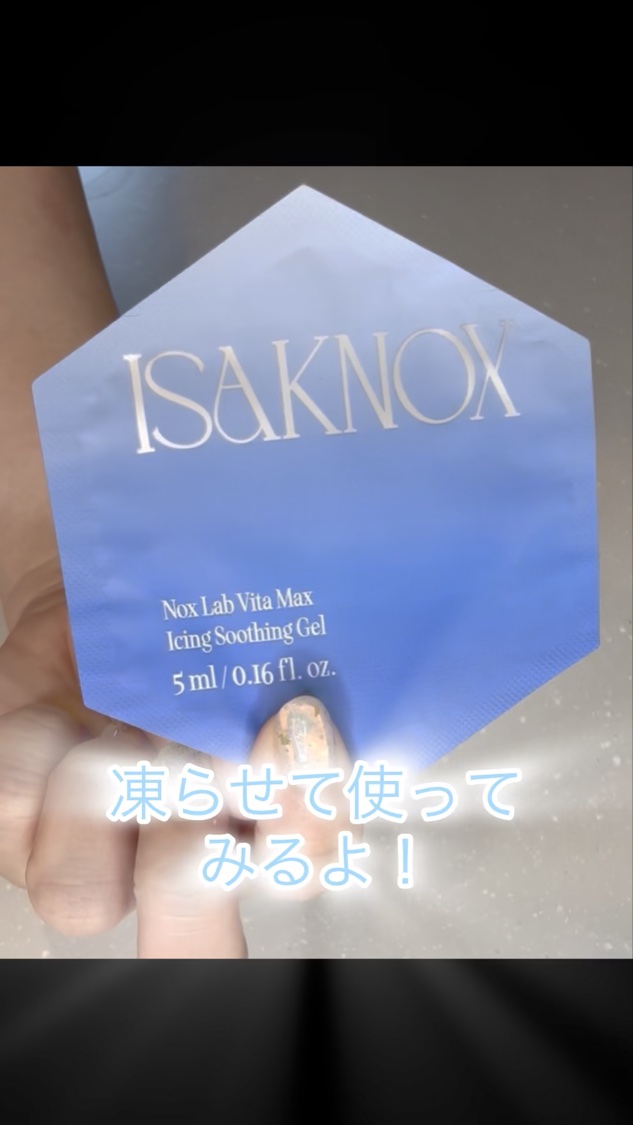 ISAKNOX
Nox Lab Vita Max
Icing Soothing Gel
5 ml / 0.16 fl. oz.
凍らせて使って
みるよ！